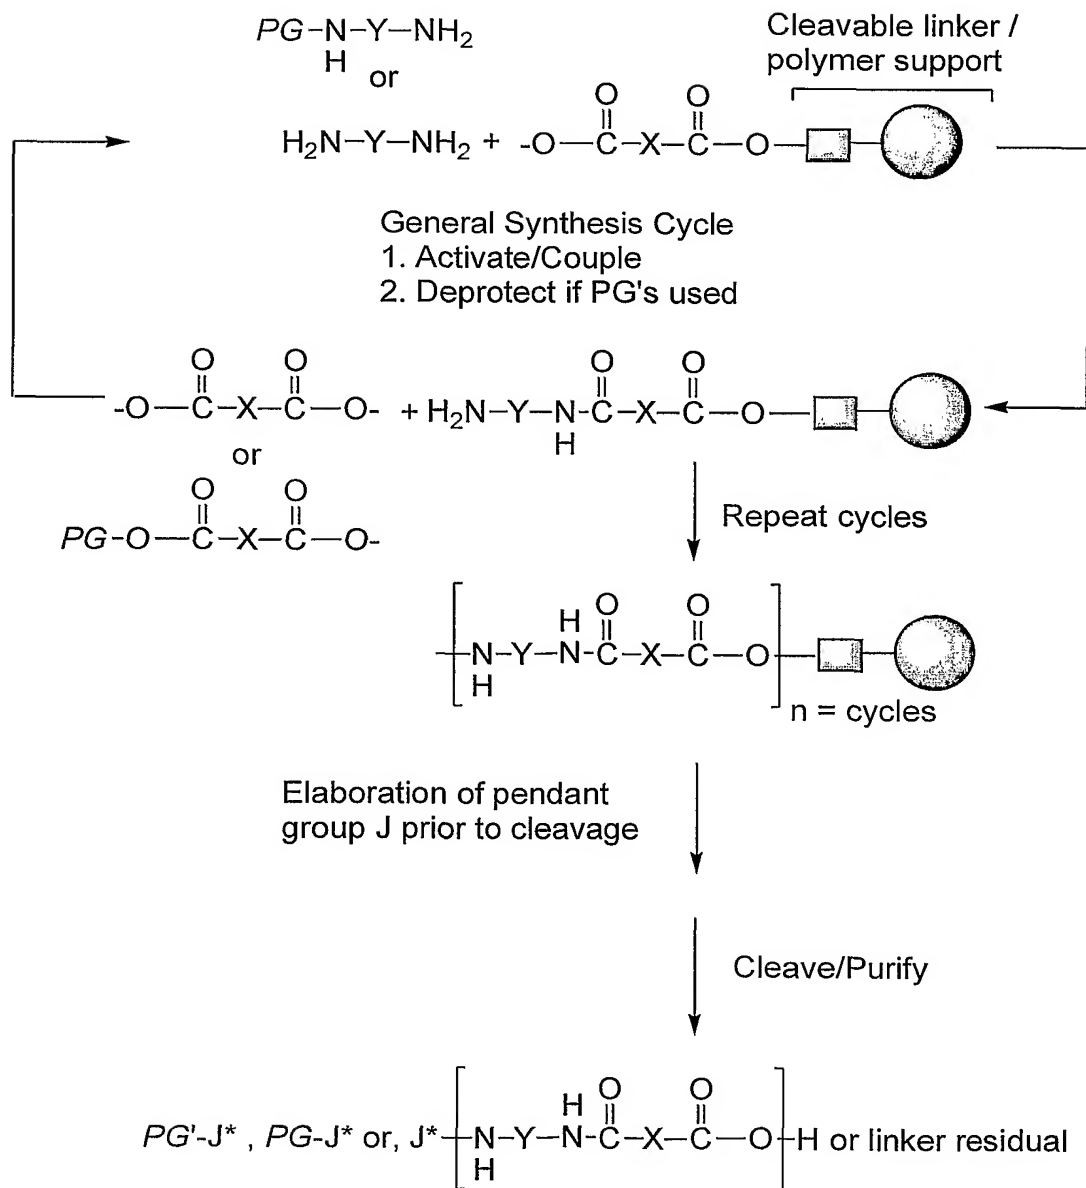 PG-N-Y-NH2
H
or
Cleavable linker /
polymer support
O O
H2N-Y-NH2 + -O-C-X-C-O
General Synthesis Cycle
1. Activate/Couple
2. Deprotect if PG's used
O O O O
-O-C-X-C-O- + H2N-Y-N-C-X-C-O
H
or
O O
PG-O-C-X-C-O-
Repeat cycles
H O O
N-Y-N-C-X-C-O
H
n = cycles
Elaboration of pendant
group J prior to cleavage
Cleave/Purify
H O O
PG'-J* , PG-J* or, J*-N-Y-N-C-X-C-O-H or linker residual
H